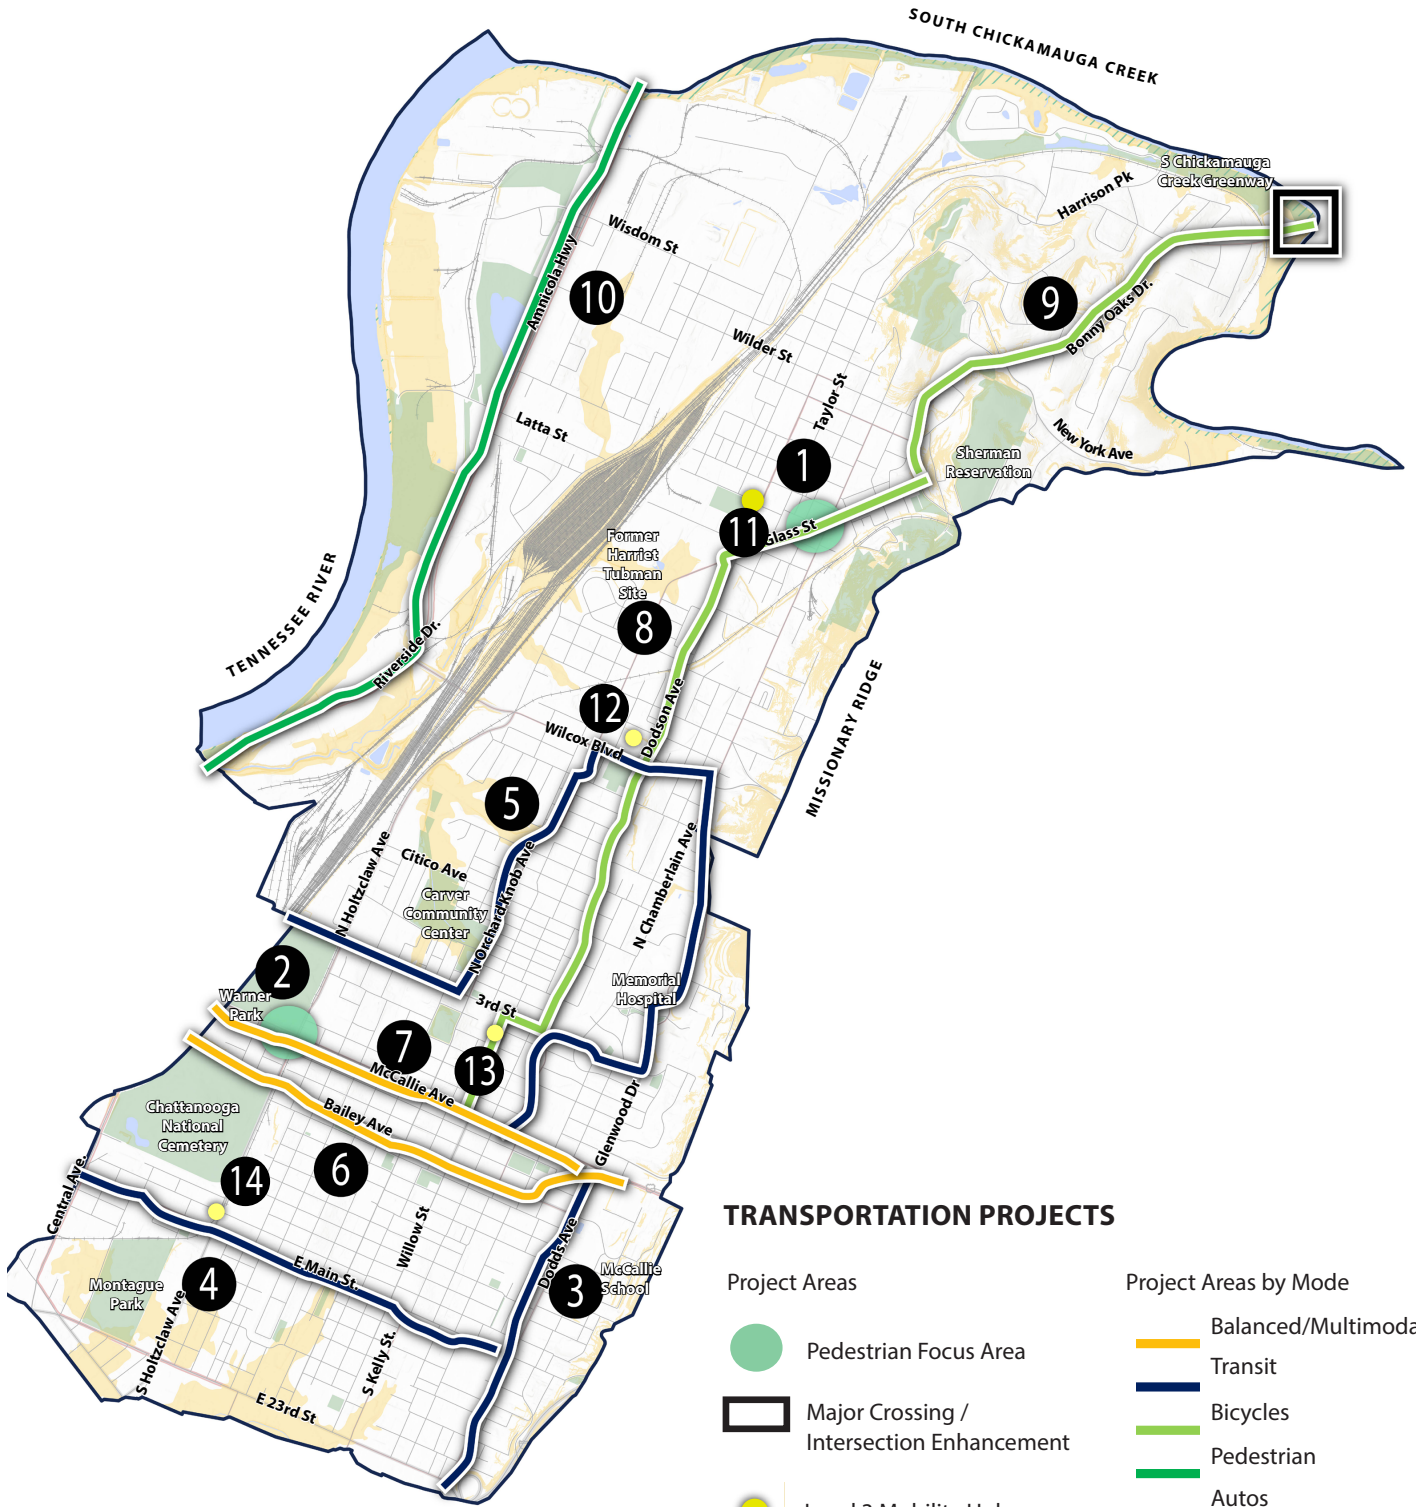 SOUTH CHICKAMAUGA CREEK
S Chickamauga
Creek Greenway
Harrison Pk
Wisdom St
Amnicola Hwy
10
9
Bonny Oaks Dr.
Wilder St
Taylor St
Latta St
New York Ave
1
Sherman
Reservation
11
Glass St
Former
Harriet
Tubman
Site
TENNESSEE RIVER
8
Riverside Dr.
MISSIONARY RIDGE
12
Dodson Ave
Wilcox Blvd
5
N Holtzclaw Ave
Citico Ave
N Chamberlain Ave
Carver
Community
Center
N Orchard Knob Ave
2
Memorial
Hospital
Warner
Park
3rd St
7
13
McCallie Ave
Bailey Ave
Chattanooga
National
Cemetery
Glenwood Dr
6
14
Central Ave.
Willow St
Dodds Ave
E Main St.
McCallie
School
3
4
Montague
Park
S Holtzclaw Ave
S Kelly St.
E 23rd St
TRANSPORTATION PROJECTS
Project Areas
Pedestrian Focus Area
Major Crossing /
Intersection Enhancement
Project Areas by Mode
Balanced/Multimoda
Transit
Bicycles
Pedestrian
Autos